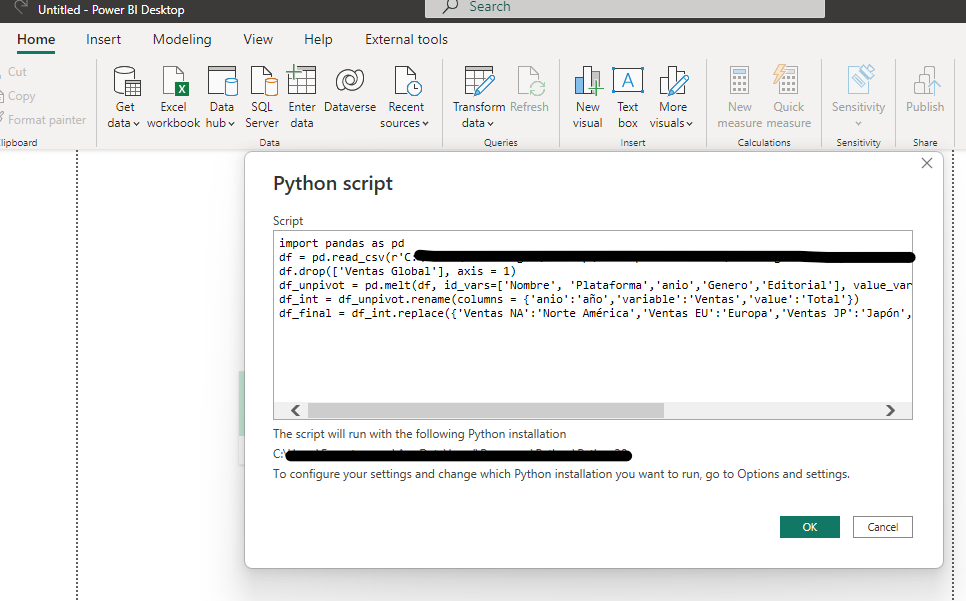 Untitled - Power BI Desktop
Search
Home Insert Modeling View Help External tools
Cut
Copy
Format painter
lipboard
Get data
Excel workbook
Data hub
SQL Server
Enter data
Dataverse
Recent sources
Data
Transform data
Refresh
Queries
New visual
Text box
More visuals
Insert
New measure
Quick measure
Calculations
Sensitivity
Sensitivity
Publish
Share
Python script
Script
import pandas as pd
df = pd.read_csv(r'C:
df.drop(['Ventas Global'], axis = 1)
df_unpivot = pd.melt(df, id_vars=['Nombre', 'Plataforma','anio','Genero','Editorial'], value_var
df_int = df_unpivot.rename(columns = {'anio':'año','variable':'Ventas','value':'Total'})
df_final = df_int.replace({'Ventas NA':'Norte América','Ventas EU':'Europa','Ventas JP':'Japón',
The script will run with the following Python installation
C:\
To configure your settings and change which Python installation you want to run, go to Options and settings.
OK Cancel